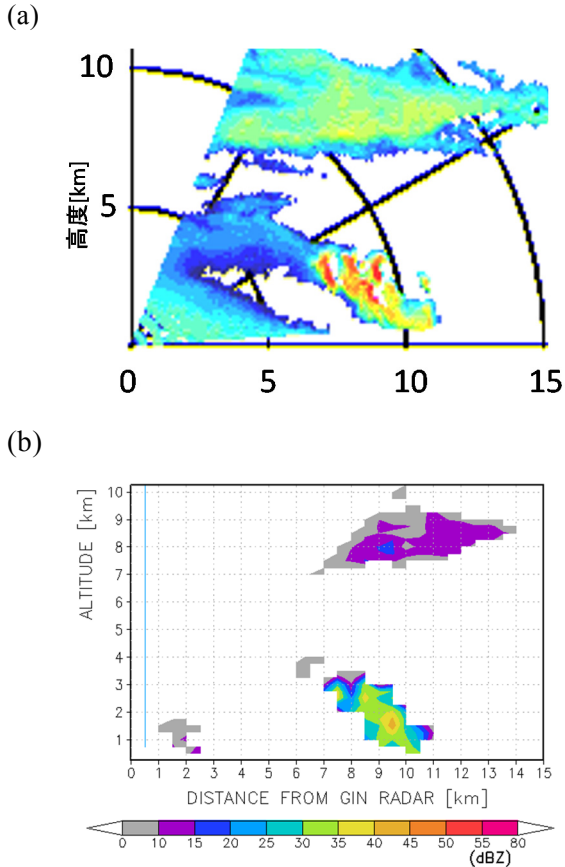 (a)
高度[km]
10
5
0 5 10 15
(b)
ALTITUDE [km]
10
9
8
7
6
5
4
3
2
1
0 1 2 3 4 5 6 7 8 9 10 11 12 13 14 15
DISTANCE FROM GIN RADAR [km]
0 10 15 20 25 30 35 40 45 50 55 80
(dBZ)